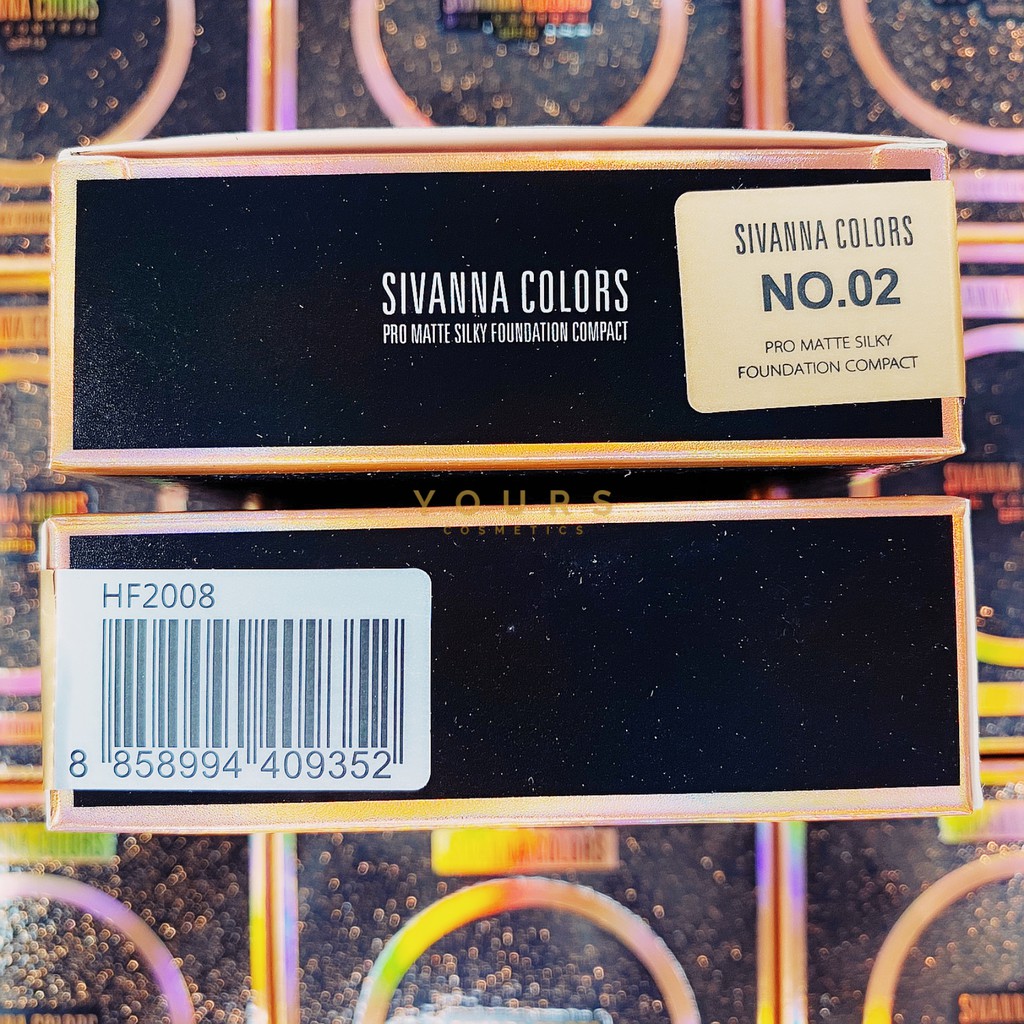 SIVANNA COLORS
PRO MATTE SILKY FOUNDATION COMPACT
SIVANNA COLORS
NO.02
PRO MATTE SILKY
FOUNDATION COMPACT
YOURS
COSMETICS
HF2008
8 858994 409352